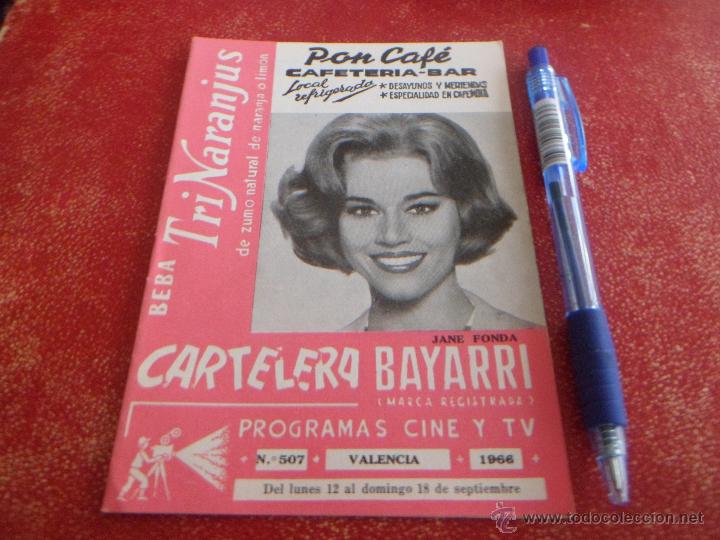 Pon Café
CAFETERIA-BAR
Local refrigerado
* DESAYUNOS Y MERIENDAS
* ESPECIALIDAD EN CAFE
BEBA TriNaranjus
de zumo natural de naranja o limon
JANE FONDA
CARTELERA BAYARRI
(MARCA REGISTRADA)
PROGRAMAS CINE Y TV
N.º 507 VALENCIA 1966
Del lunes 12 al domingo 18 de septiembre
© www.todocoleccion.net